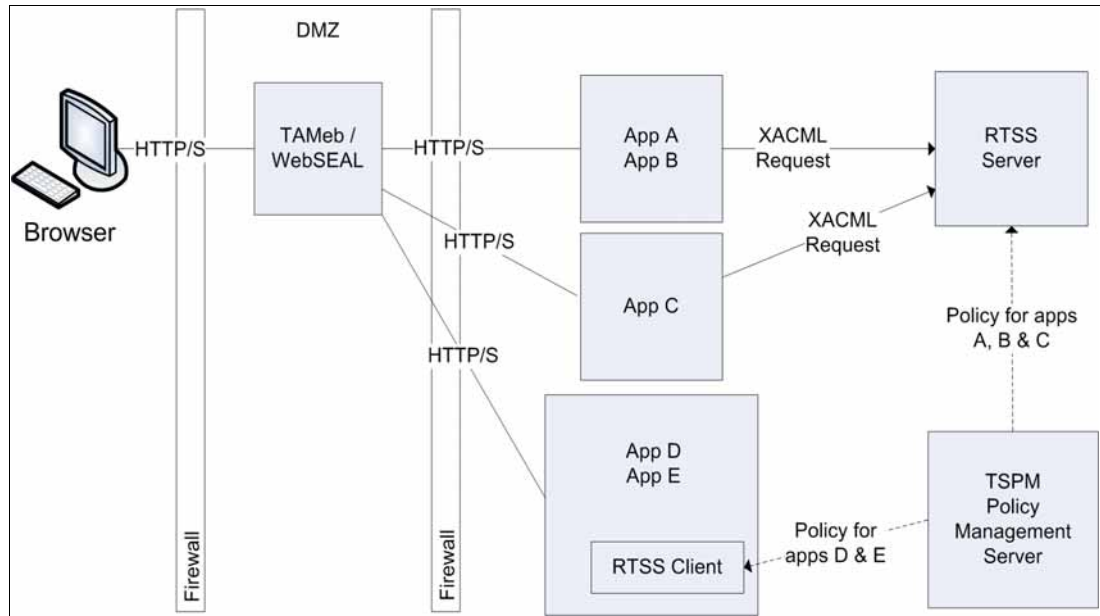 DMZ
Browser
HTTP/S
Firewall
TAMeb /
WebSEAL
Firewall
HTTP/S
HTTP/S
HTTP/S
App A
App B
XACML
Request
RTSS
Server
App C
XACML
Request
Policy for apps
A, B & C
App D
App E
RTSS Client
Policy for
apps D & E
TSPM
Policy
Management
Server